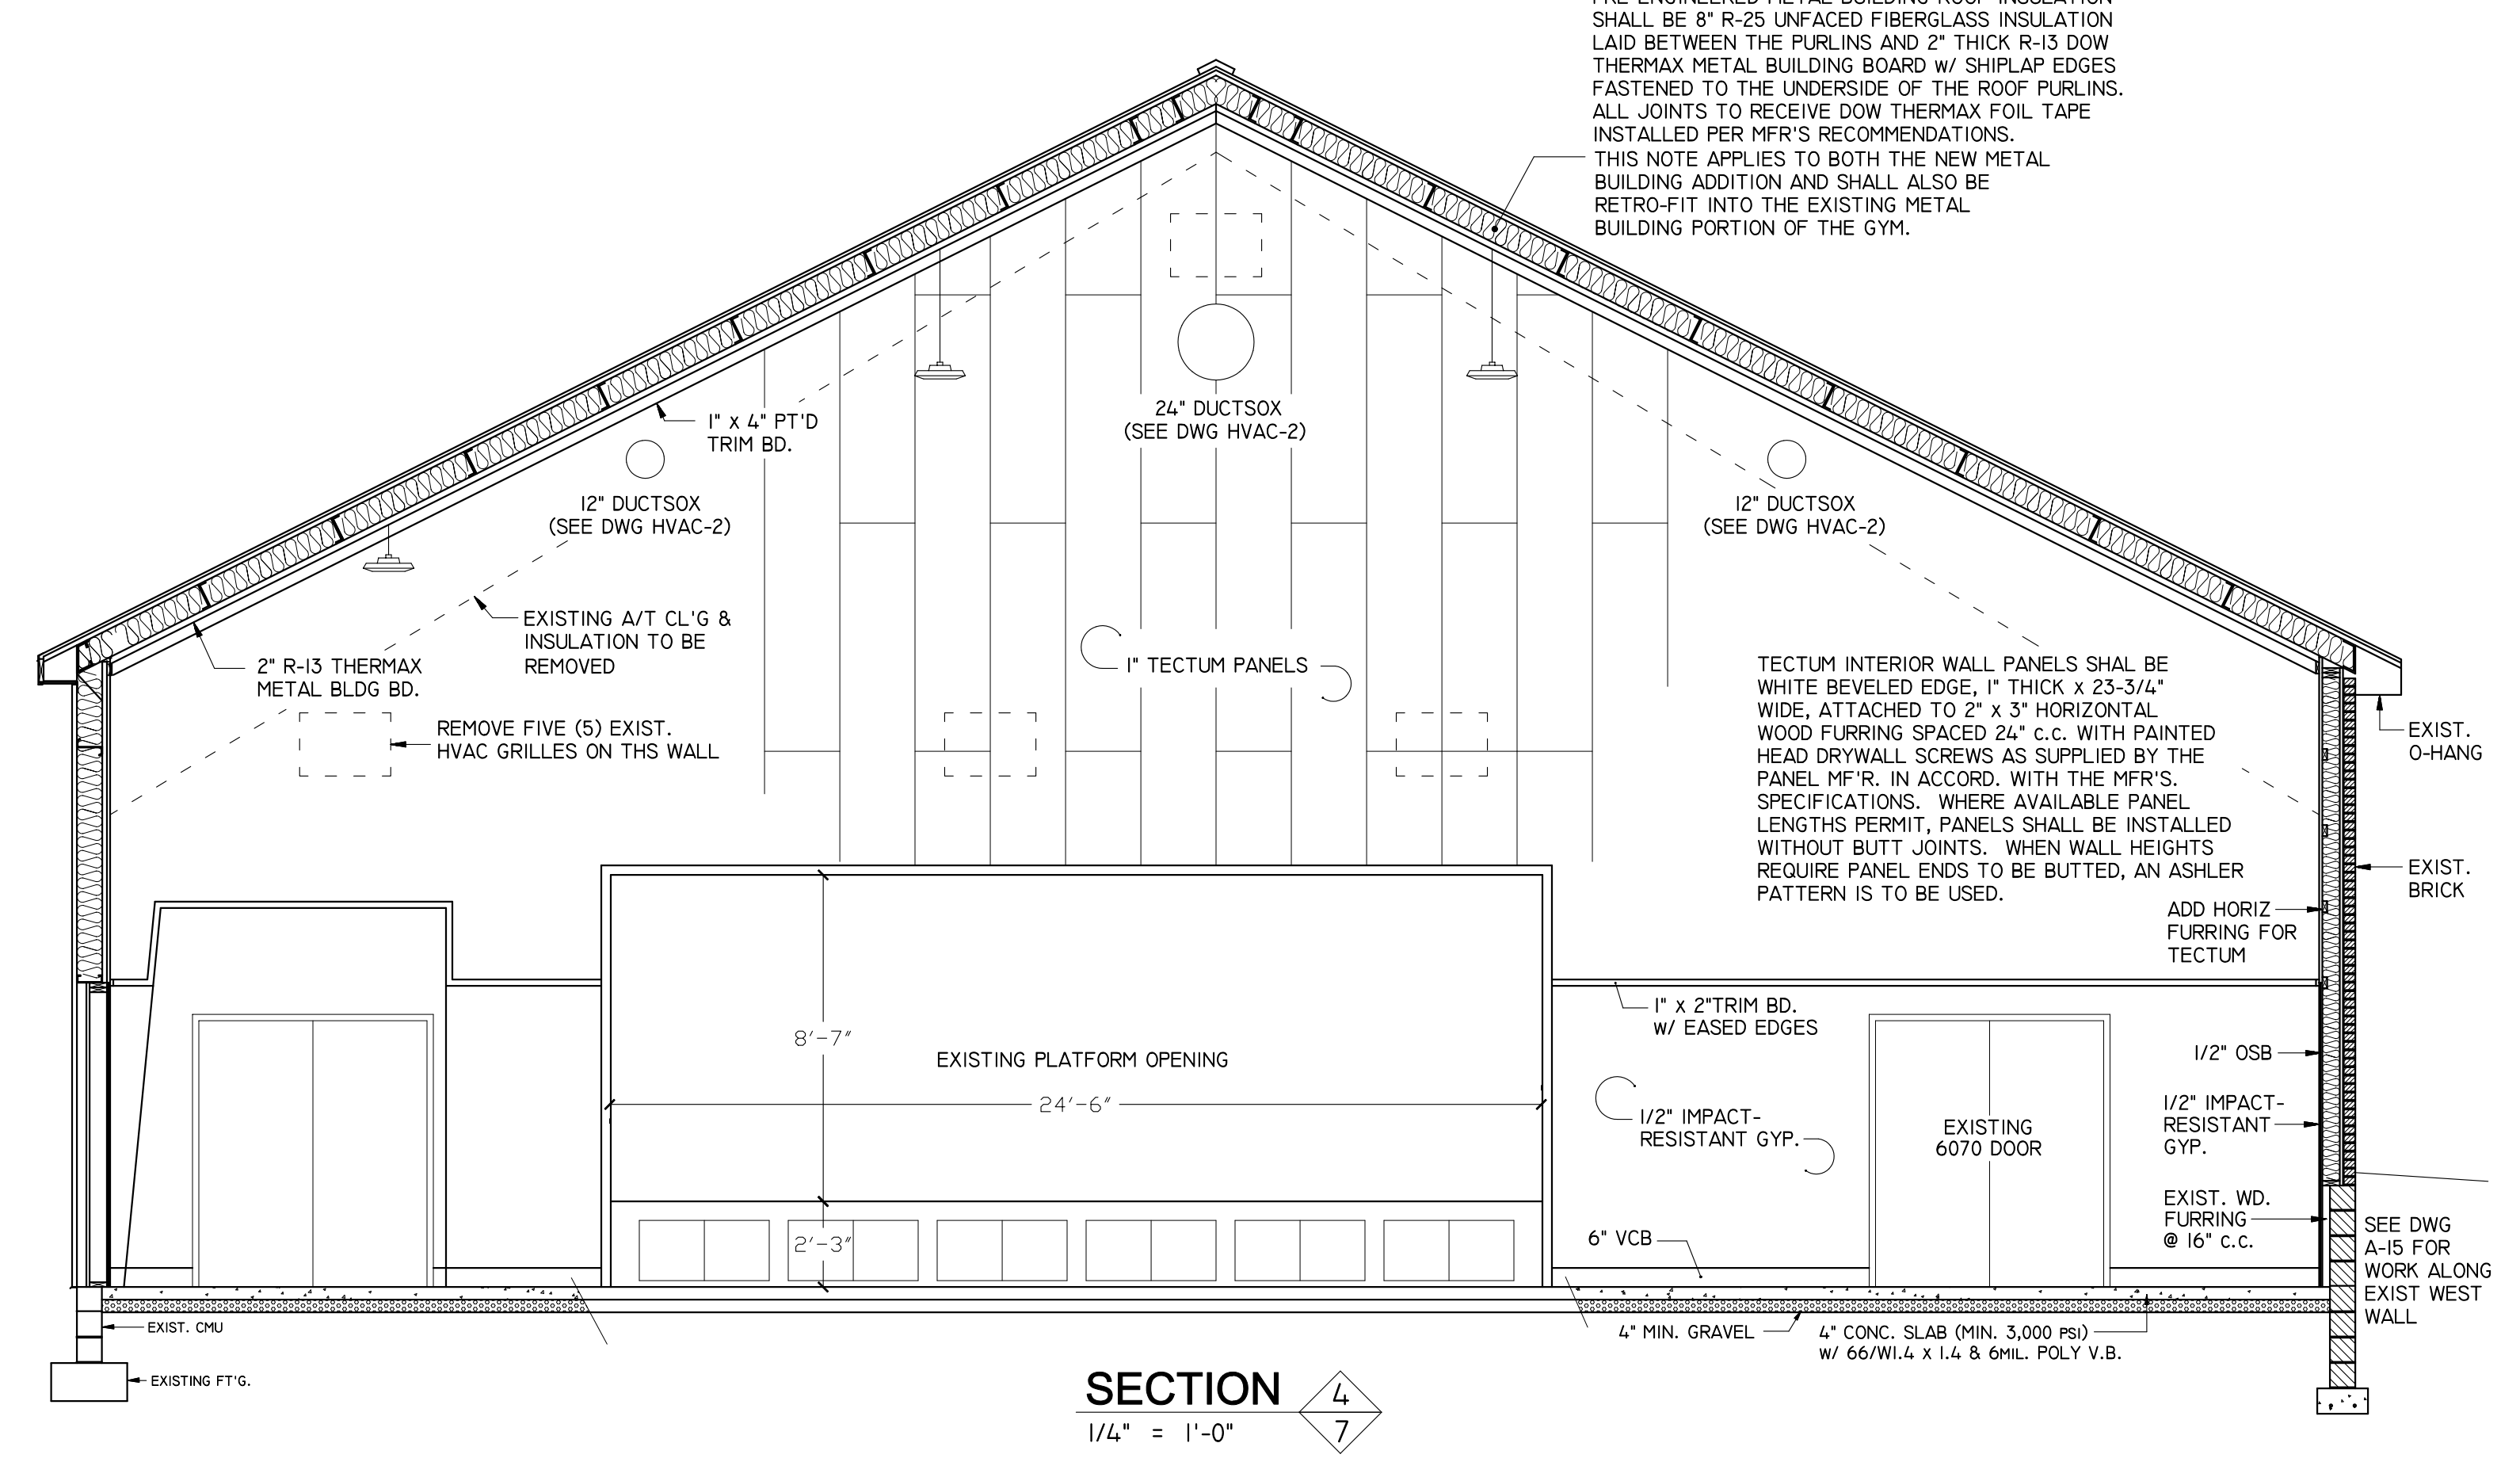 PRE-ENGINEERED METAL BUILDING ROOF INSULATION
SHALL BE 8" R-25 UNFACED FIBERGLASS INSULATION
LAID BETWEEN THE PURLINS AND 2" THICK R-13 DOW
THERMAX METAL BUILDING BOARD w/ SHIPLAP EDGES
FASTENED TO THE UNDERSIDE OF THE ROOF PURLINS.
ALL JOINTS TO RECEIVE DOW THERMAX FOIL TAPE
INSTALLED PER MFR'S RECOMMENDATIONS.
THIS NOTE APPLIES TO BOTH THE NEW METAL
BUILDING ADDITION AND SHALL ALSO BE
RETRO-FIT INTO THE EXISTING METAL
BUILDING PORTION OF THE GYM.
1" x 4" PT'D
TRIM BD.
24" DUCTSOX
(SEE DWG HVAC-2)
12" DUCTSOX
(SEE DWG HVAC-2)
12" DUCTSOX
(SEE DWG HVAC-2)
EXISTING A/T CL'G &
INSULATION TO BE
REMOVED
2" R-13 THERMAX
METAL BLDG BD.
1" TECTUM PANELS
REMOVE FIVE (5) EXIST.
HVAC GRILLES ON THS WALL
TECTUM INTERIOR WALL PANELS SHAL BE
WHITE BEVELED EDGE, 1" THICK x 23-3/4"
WIDE, ATTACHED TO 2" x 3" HORIZONTAL
WOOD FURRING SPACED 24" c.c. WITH PAINTED
HEAD DRYWALL SCREWS AS SUPPLIED BY THE
PANEL MF'R. IN ACCORD. WITH THE MFR'S.
SPECIFICATIONS. WHERE AVAILABLE PANEL
LENGTHS PERMIT, PANELS SHALL BE INSTALLED
WITHOUT BUTT JOINTS. WHEN WALL HEIGHTS
REQUIRE PANEL ENDS TO BE BUTTED, AN ASHLER
PATTERN IS TO BE USED.
EXIST.
O-HANG
EXIST.
BRICK
ADD HORIZ
FURRING FOR
TECTUM
1" x 2"TRIM BD.
w/ EASED EDGES
8'-7"
EXISTING PLATFORM OPENING
24'-6"
1/2" OSB
1/2" IMPACT-
RESISTANT GYP.
EXISTING
6070 DOOR
1/2" IMPACT-
RESISTANT
GYP.
EXIST. WD.
FURRING
@ 16" c.c.
6" VCB
2'-3"
SEE DWG
A-15 FOR
WORK ALONG
EXIST WEST
WALL
EXIST. CMU
4" MIN. GRAVEL
4" CONC. SLAB (MIN. 3,000 PSI)
w/ 66/W1.4 x 1.4 & 6MIL. POLY V.B.
EXISTING FT'G.
SECTION
4
7
1/4" = 1'-0"